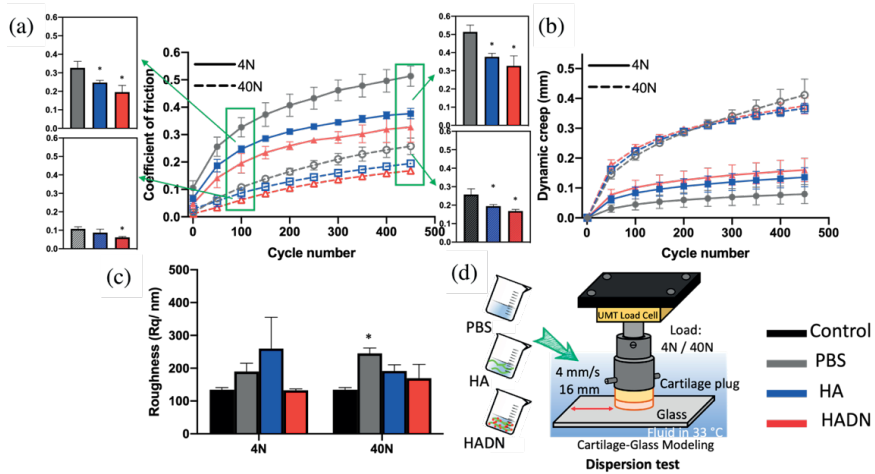 (a)
0.5
0.4
0.3
0.2
0.1
0.0
*
*
0.5
0.4
0.3
0.2
0.1
0.0
*
Coefficient of friction
0.6
0.5
0.4
0.3
0.2
0.1
0.0
4N
40N
0 100 200 300 400 500
Cycle number
0.6
0.5
0.4
0.3
0.2
0.1
0.0
*
*
0.6
0.5
0.4
0.3
0.2
0.1
0.0
*
*
(b)
Dynamic creep (mm)
0.5
0.4
0.3
0.2
0.1
0.0
4N
40N
0 100 200 300 400 500
Cycle number
(c)
Roughness (Rq/ nm)
500
400
300
200
100
0
*
4N 40N
(d)
PBS
HA
HADN
UMT Load Cell
Load:
4N / 40N
4 mm/s
16 mm
Cartilage plug
Glass
Fluid in 33 °C
Cartilage-Glass Modeling
Dispersion test
Control
PBS
HA
HADN